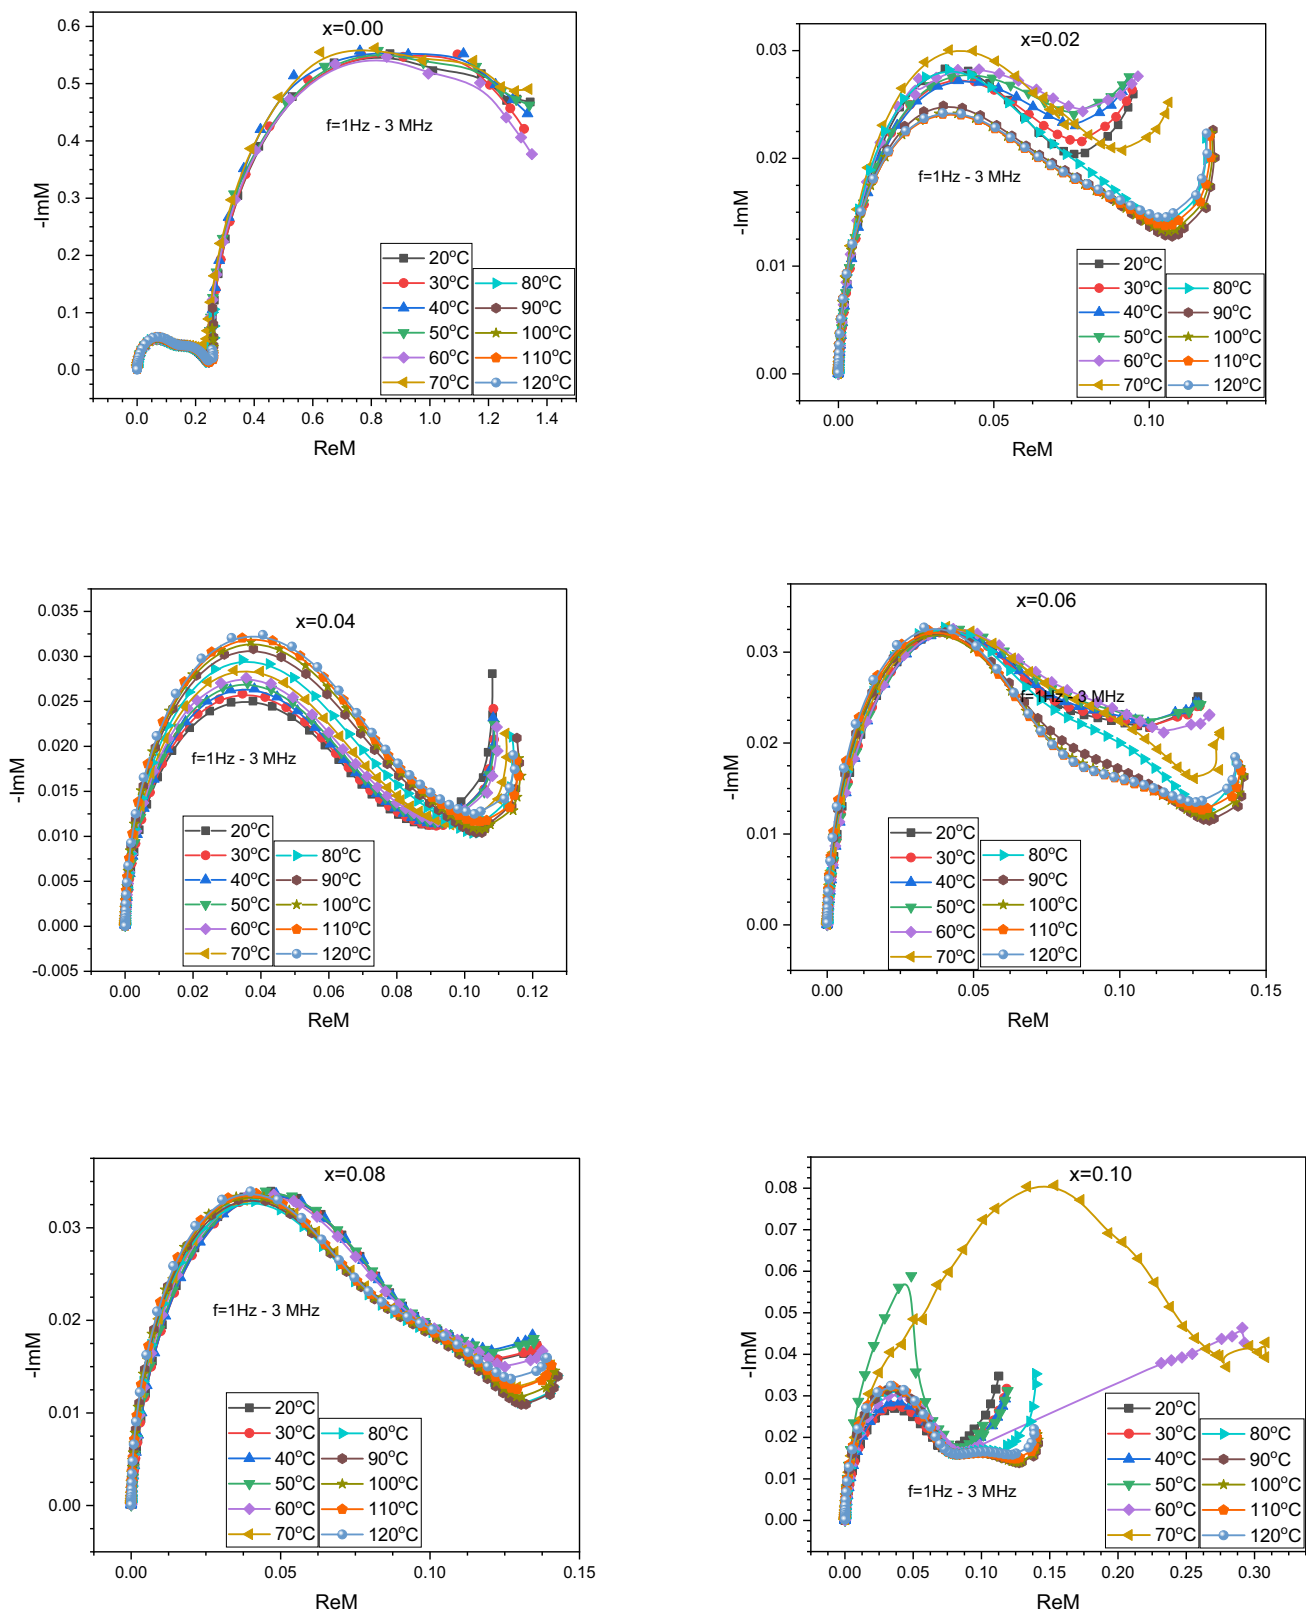 x=0.00
0.6
0.5
0.4
0.3
0.2
0.1
0.0
-ImM
f=1Hz - 3 MHz
20°C
30°C
40°C
50°C
60°C
70°C
80°C
90°C
100°C
110°C
120°C
0.0 0.2 0.4 0.6 0.8 1.0 1.2 1.4
ReM
x=0.02
0.03
0.02
0.01
0.00
-ImM
f=1Hz - 3 MHz
20°C
30°C
40°C
50°C
60°C
70°C
80°C
90°C
100°C
110°C
120°C
0.00 0.05 0.10
ReM
x=0.04
0.035
0.030
0.025
0.020
0.015
0.010
0.005
0.000
-0.005
-ImM
f=1Hz - 3 MHz
20°C
30°C
40°C
50°C
60°C
70°C
80°C
90°C
100°C
110°C
120°C
0.00 0.02 0.04 0.06 0.08 0.10 0.12
ReM
x=0.06
0.03
0.02
0.01
0.00
-ImM
f=1Hz - 3 MHz
20°C
30°C
40°C
50°C
60°C
70°C
80°C
90°C
100°C
110°C
120°C
0.00 0.05 0.10 0.15
ReM
x=0.08
0.03
0.02
0.01
0.00
-ImM
f=1Hz - 3 MHz
20°C
30°C
40°C
50°C
60°C
70°C
80°C
90°C
100°C
110°C
120°C
0.00 0.05 0.10 0.15
ReM
x=0.10
0.08
0.07
0.06
0.05
0.04
0.03
0.02
0.01
0.00
-ImM
f=1Hz - 3 MHz
20°C
30°C
40°C
50°C
60°C
70°C
80°C
90°C
100°C
110°C
120°C
0.00 0.05 0.10 0.15 0.20 0.25 0.30
ReM